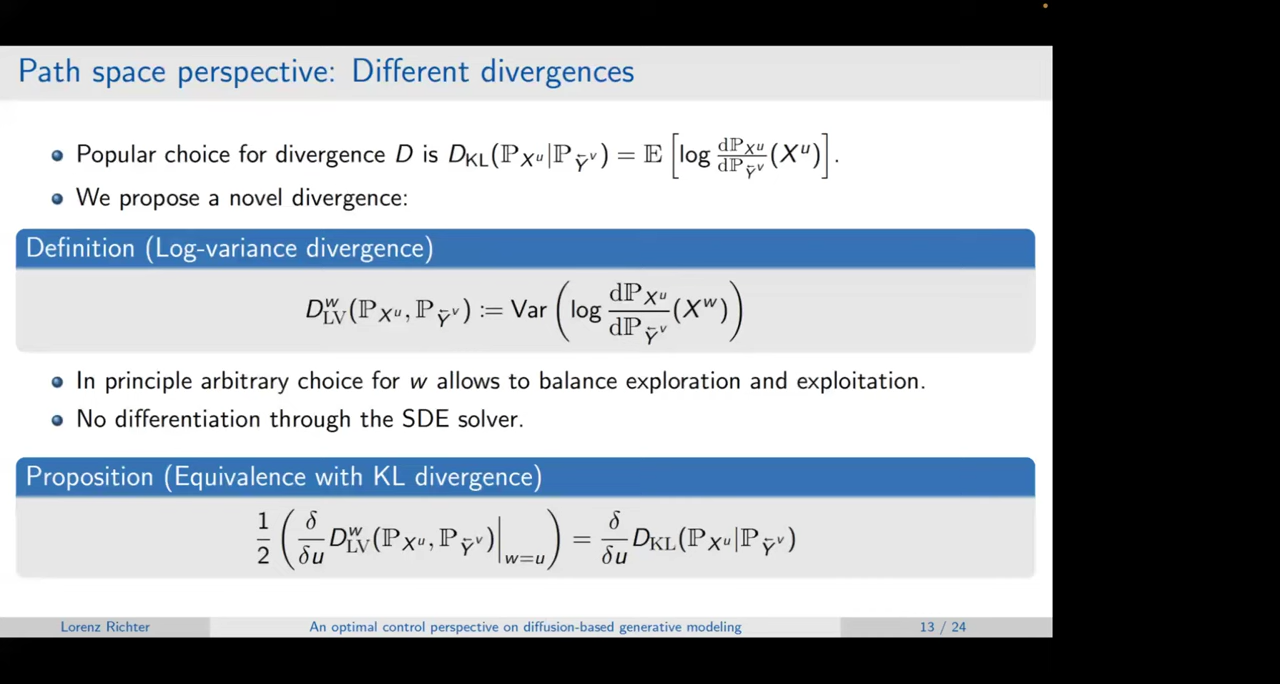 Path space perspective: Different divergences
Popular choice for divergence D is D_KL(ℙ_{X^u}|ℙ_{Ȳ^v}) = 𝔼 [log dℙ_{X^u}/dℙ_{Ȳ^v} (X^u)].
We propose a novel divergence:
Definition (Log-variance divergence)
D^w_LV(ℙ_{X^u}, ℙ_{Ȳ^v}) := Var (log dℙ_{X^u}/dℙ_{Ȳ^v} (X^w))
In principle arbitrary choice for w allows to balance exploration and exploitation.
No differentiation through the SDE solver.
Proposition (Equivalence with KL divergence)
1/2 (δ/δu D^w_LV(ℙ_{X^u}, ℙ_{Ȳ^v})|_{w=u}) = δ/δu D_KL(ℙ_{X^u}|ℙ_{Ȳ^v})
Lorenz Richter An optimal control perspective on diffusion-based generative modeling 13 / 24